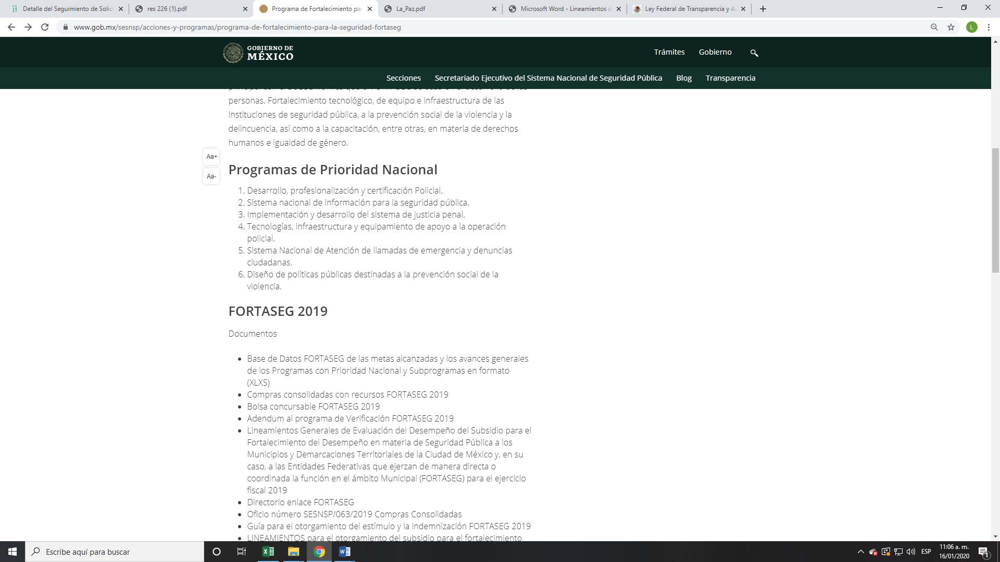 Detalle del Seguimiento de Solici
res 226 (1).pdf
Programa de Fortalecimiento par
La_Paz.pdf
Microsoft Word - Lineamientos d
Ley Federal de Transparencia y A
www.gob.mx/sesnsp/acciones-y-programas/programa-de-fortalecimiento-para-la-seguridad-fortaseg
L
GOBIERNO DE
MÉXICO
Trámites
Gobierno
Secciones
Secretariado Ejecutivo del Sistema Nacional de Seguridad Pública
Blog
Transparencia
personas. Fortalecimiento tecnológico, de equipo e infraestructura de las
instituciones de seguridad pública, a la prevención social de la violencia y la
delincuencia, así como a la capacitación, entre otras, en materia de derechos
humanos e igualdad de género.
Aa+
Aa-
Programas de Prioridad Nacional
1. Desarrollo, profesionalización y certificación Policial.
2. Sistema nacional de información para la seguridad pública.
3. Implementación y desarrollo del sistema de justicia penal.
4. Tecnologías, infraestructura y equipamiento de apoyo a la operación
policial.
5. Sistema Nacional de Atención de llamadas de emergencia y denuncias
ciudadanas.
6. Diseño de políticas públicas destinadas a la prevención social de la
violencia.
FORTASEG 2019
Documentos
• Base de Datos FORTASEG de las metas alcanzadas y los avances generales
de los Programas con Prioridad Nacional y Subprogramas en formato
(XLXS)
• Compras consolidadas con recursos FORTASEG 2019
• Bolsa concursable FORTASEG 2019
• Adendum al programa de Verificación FORTASEG 2019
• Lineamientos Generales de Evaluación del Desempeño del Subsidio para el
Fortalecimiento del Desempeño en materia de Seguridad Pública a los
Municipios y Demarcaciones Territoriales de la Ciudad de México y, en su
caso, a las Entidades Federativas que ejerzan de manera directa o
coordinada la función en el ámbito Municipal (FORTASEG) para el ejercicio
fiscal 2019
• Directorio enlace FORTASEG
• Oficio número SESNSP/063/2019 Compras Consolidadas
• Guía para el otorgamiento del estímulo y la indemnización FORTASEG 2019
• LINEAMIENTOS para el otorgamiento del subsidio para el fortalecimiento
Escribe aquí para buscar
ESP
11:06 a. m.
16/01/2020
1